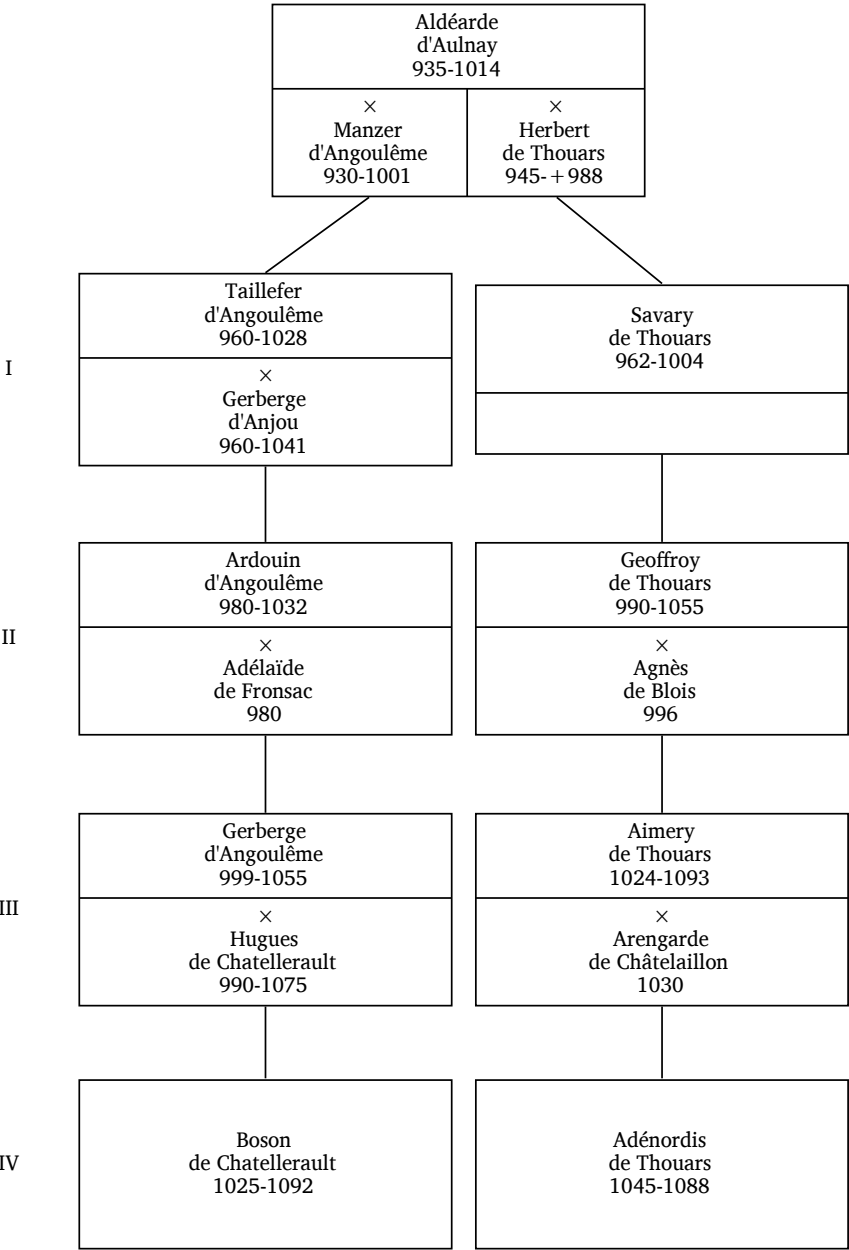 Aldéarde
d'Aulnay
935-1014
×
Manzer
d'Angoulême
930-1001
×
Herbert
de Thouars
945-+988
I
Taillefer
d'Angoulême
960-1028
×
Gerberge
d'Anjou
960-1041
Savary
de Thouars
962-1004
II
Ardouin
d'Angoulême
980-1032
×
Adélaïde
de Fronsac
980
Geoffroy
de Thouars
990-1055
×
Agnès
de Blois
996
III
Gerberge
d'Angoulême
999-1055
×
Hugues
de Chatellerault
990-1075
Aimery
de Thouars
1024-1093
×
Arengarde
de Châtelaillon
1030
IV
Boson
de Chatellerault
1025-1092
Adénordis
de Thouars
1045-1088